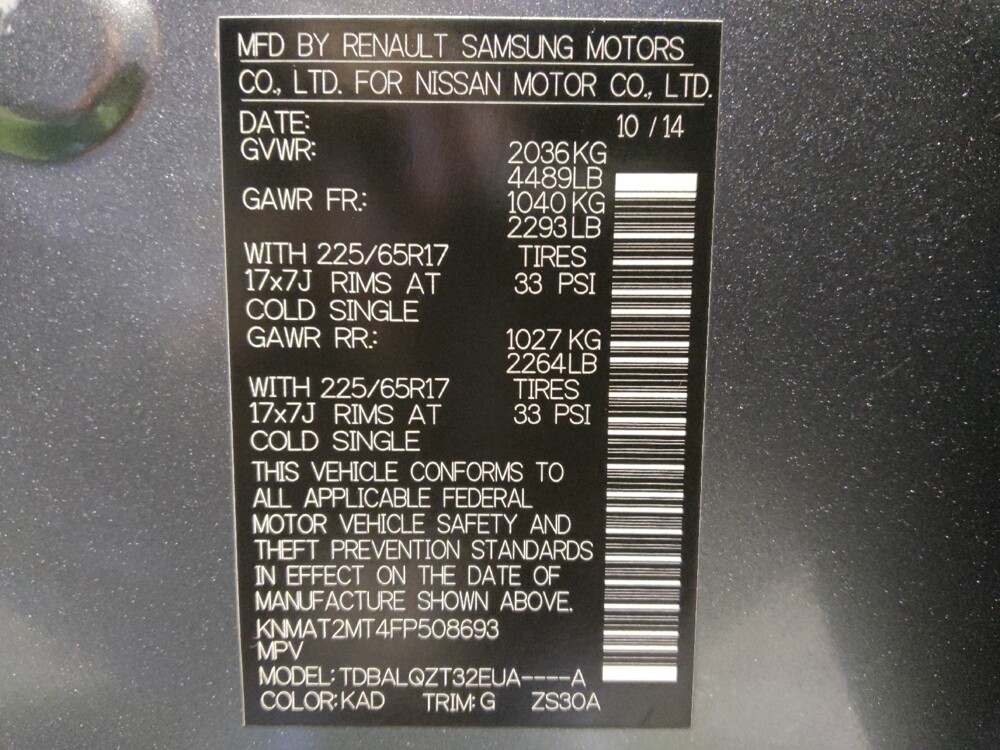 MFD BY RENAULT SAMSUNG MOTORS
CO., LTD. FOR NISSAN MOTOR CO., LTD.
DATE: 10 / 14
GVWR: 2036KG
4489LB
GAWR FR.: 1040 KG
2293LB
WITH 225/65R17 TIRES
17x7J RIMS AT 33 PSI
COLD SINGLE
GAWR RR.: 1027 KG
2264LB
WITH 225/65R17 TIRES
17x7J RIMS AT 33 PSI
COLD SINGLE
THIS VEHICLE CONFORMS TO
ALL APPLICABLE FEDERAL
MOTOR VEHICLE SAFETY AND
THEFT PREVENTION STANDARDS
IN EFFECT ON THE DATE OF
MANUFACTURE SHOWN ABOVE.
KNMAT2MT4FP508693
MPV
MODEL: TDBALQZT32EUA----A
COLOR: KAD TRIM: G ZS30A